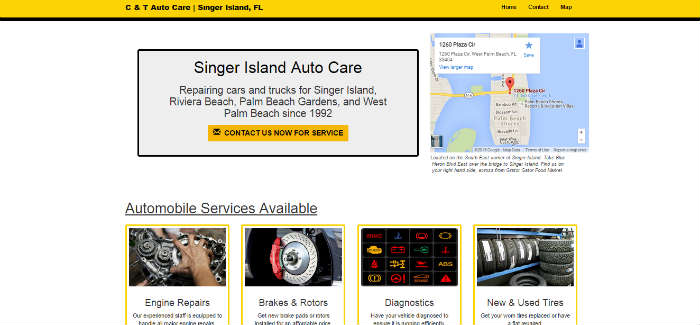 C & T Auto Care | Singer Island, FL
Home Contact Map
Singer Island Auto Care
Repairing cars and trucks for Singer Island,
Riviera Beach, Palm Beach Gardens, and West
Palm Beach since 1992
CONTACT US NOW FOR SERVICE
1260 Plaza Cir
1260 Plaza Cir, West Palm Beach, FL
33404
View larger map
Save
1260 Plaza Cir
Palm Beach
Shores
Located on the South East corner of Singer Island. Take Blue
Heron Blvd East over the bridge to Singer Island. Find us on
your right hand side, across from Grator Gator Food Market.
Automobile Services Available
ABS
Engine Repairs
Our experienced staff is equipped to
handle all major engine repairs
Brakes & Rotors
Get new brake pads or rotors
installed for an affordable price
Diagnostics
Have your vehicle diagnosed to
ensure it is running efficiently
New & Used Tires
Get your worn tires replaced or have
a flat repaired